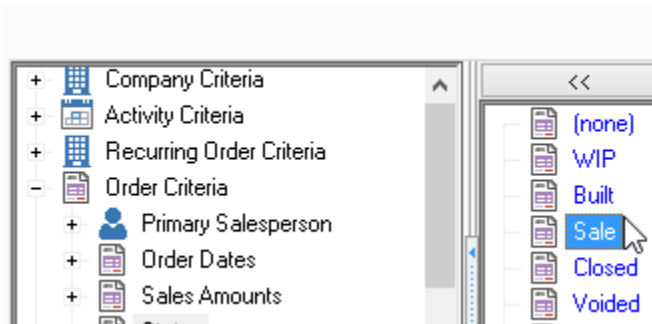 Company Criteria
Activity Criteria
Recurring Order Criteria
Order Criteria
Primary Salesperson
Order Dates
Sales Amounts
<<
(none)
WIP
Built
Sale
Closed
Voided